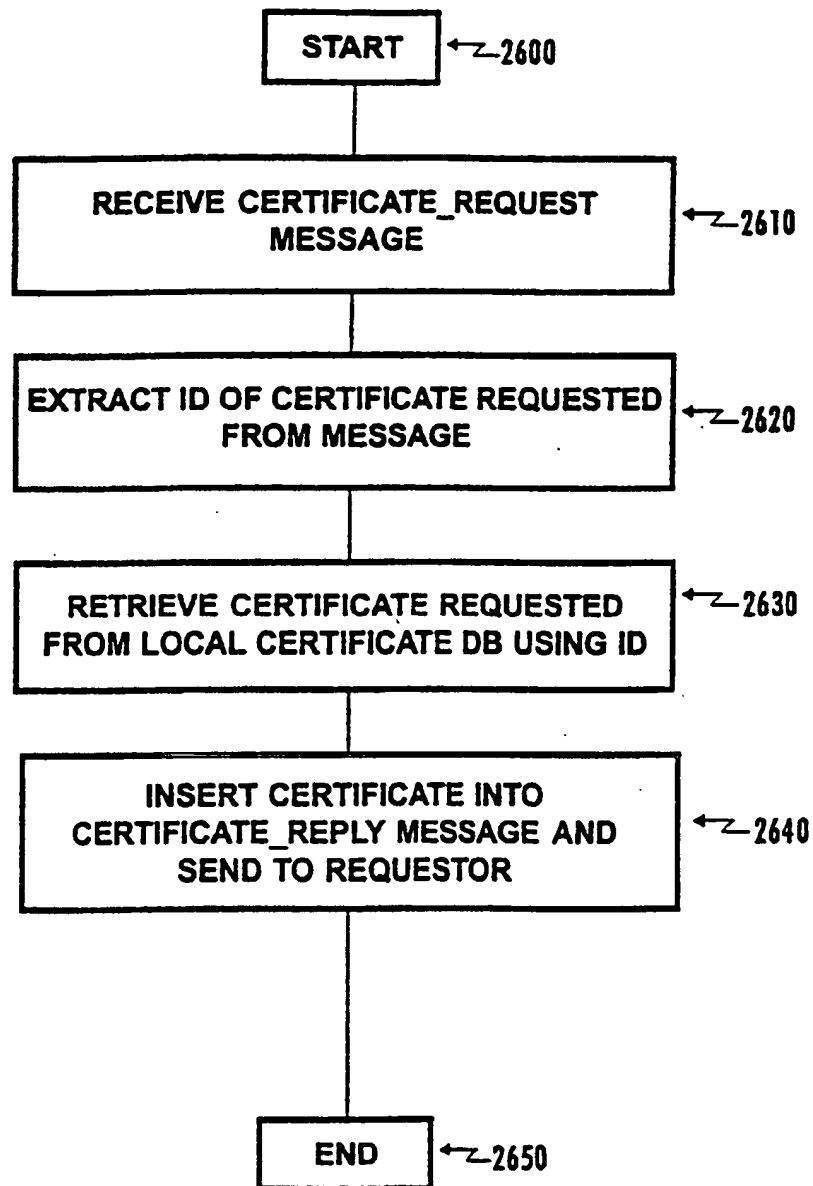 START
2600
RECEIVE CERTIFICATE_REQUEST
MESSAGE
2610
EXTRACT ID OF CERTIFICATE REQUESTED
FROM MESSAGE
2620
RETRIEVE CERTIFICATE REQUESTED
FROM LOCAL CERTIFICATE DB USING ID
2630
INSERT CERTIFICATE INTO
CERTIFICATE_REPLY MESSAGE AND
SEND TO REQUESTOR
2640
END
2650